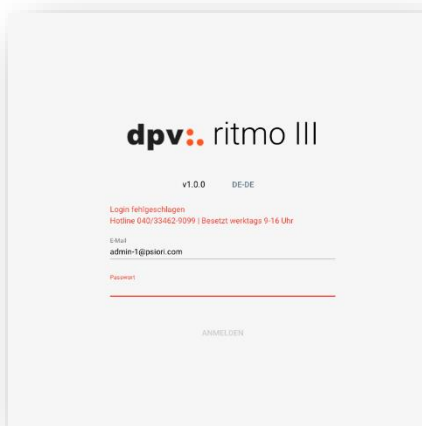 dpv:. ritmo III
v1.0.0 DE-DE
Login fehlgeschlagen
Hotline 040/33462-9099 | Besetzt werktags 9-16 Uhr
E-Mail
admin-1@psiori.com
Passwort
ANMELDEN